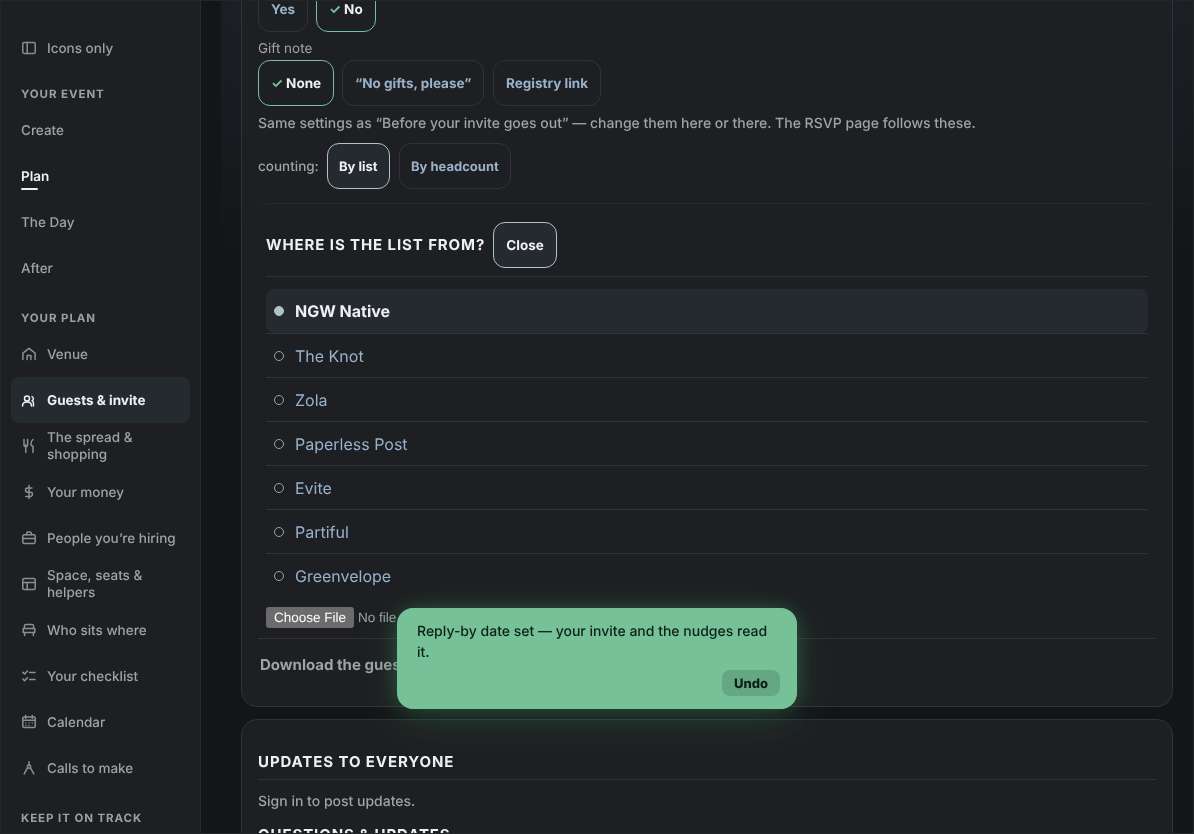 Icons only
YOUR EVENT
Create
Plan
The Day
After
YOUR PLAN
Venue
Guests & invite
The spread &
shopping
Your money
People you’re hiring
Space, seats &
helpers
Who sits where
Your checklist
Calendar
Calls to make
KEEP IT ON TRACK
Yes
No
Gift note
None
“No gifts, please”
Registry link
Same settings as “Before your invite goes out” — change them here or there. The RSVP page follows these.
counting:
By list
By headcount
WHERE IS THE LIST FROM?
Close
NGW Native
The Knot
Zola
Paperless Post
Evite
Partiful
Greenvelope
Choose File
No file
Reply-by date set — your invite and the nudges read
it.
Undo
Download the
UPDATES TO EVERYONE
Sign in to post updates.
QUESTIONS & UPDATES